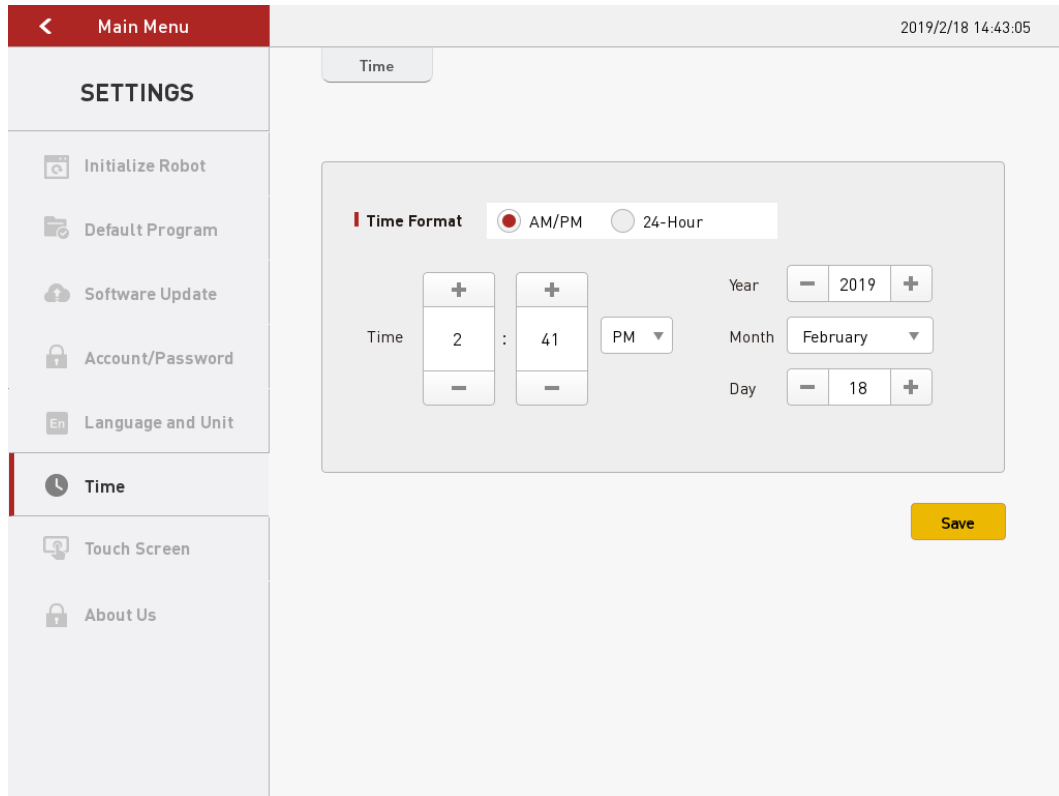 Main Menu
2019/2/18 14:43:05
SETTINGS
Time
Initialize Robot
Default Program
Software Update
Account/Password
En
Language and Unit
Time
Touch Screen
About Us
Time Format
AM/PM
24-Hour
Time
+
+
2
:
41
PM
−
−
Year
−
2019
+
Month
February
Day
−
18
+
Save